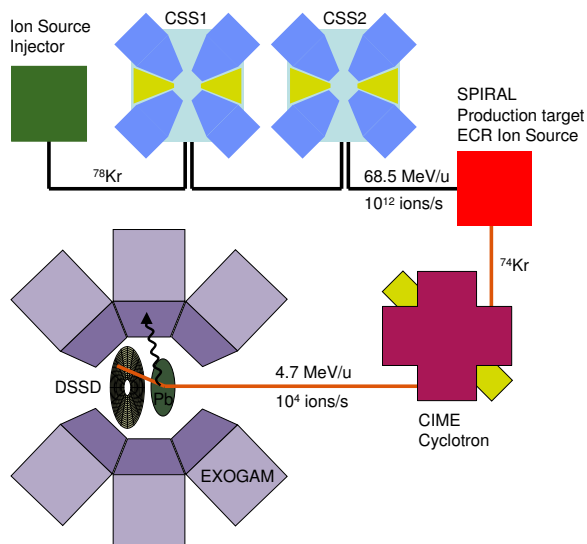 Ion Source
Injector
CSS1
CSS2
SPIRAL
Production target
ECR Ion Source
⁷⁸Kr
68.5 MeV/u
10¹² ions/s
⁷⁴Kr
DSSD
Pb
4.7 MeV/u
10⁴ ions/s
CIME
Cyclotron
EXOGAM